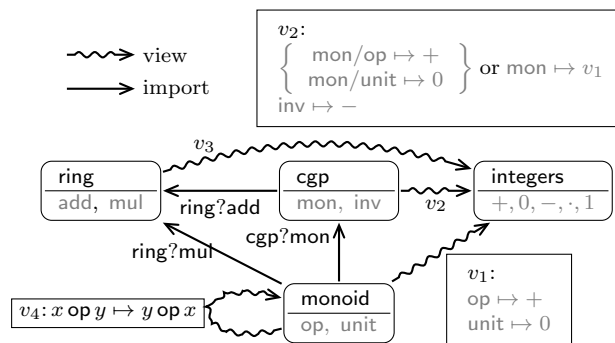 v₂:
{ mon/op ↦ +
mon/unit ↦ 0 } or mon ↦ v₁
inv ↦ −
view
import
v₃
ring
add, mul
cgp
mon, inv
integers
+, 0, −, ·, 1
ring?add
v₂
ring?mul
cgp?mon
v₁:
op ↦ +
unit ↦ 0
monoid
op, unit
v₄: x op y ↦ y op x